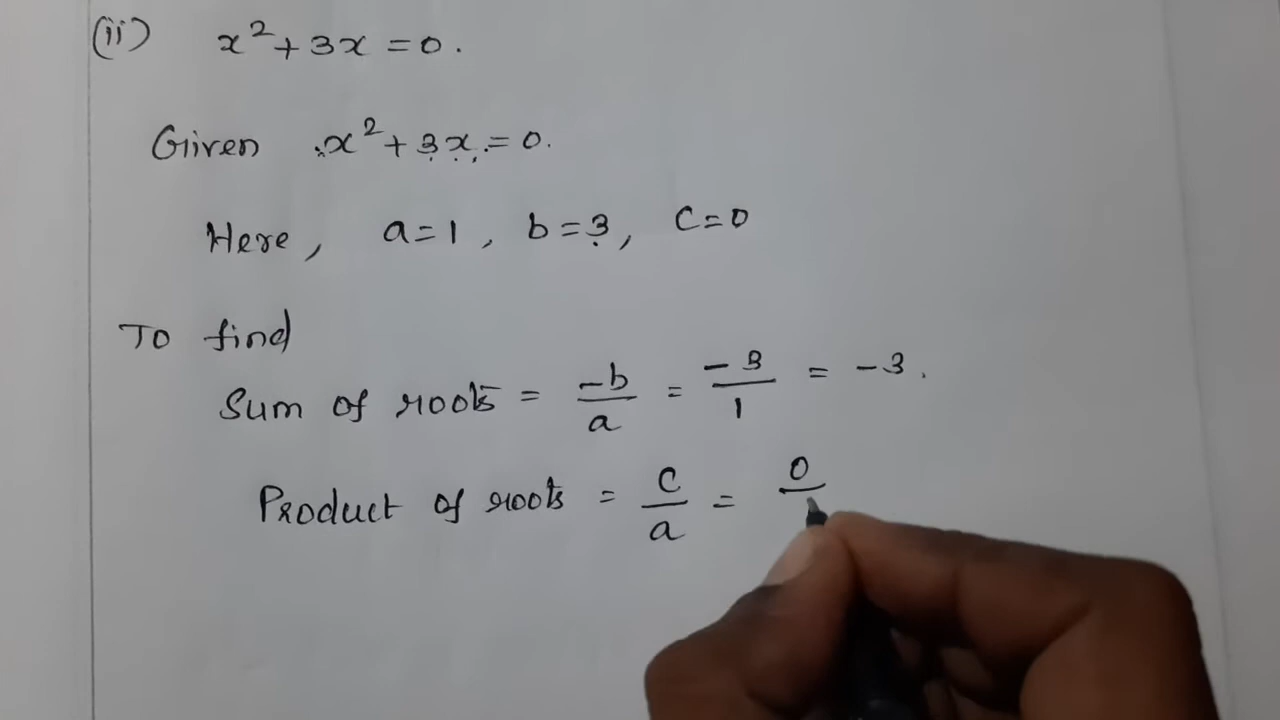 (ii) x² + 3x = 0.
Given x² + 3x = 0.
Here, a = 1, b = 3, c = 0
To find
Sum of roots = -b/a = -3/1 = -3.
Product of roots = c/a = 0/